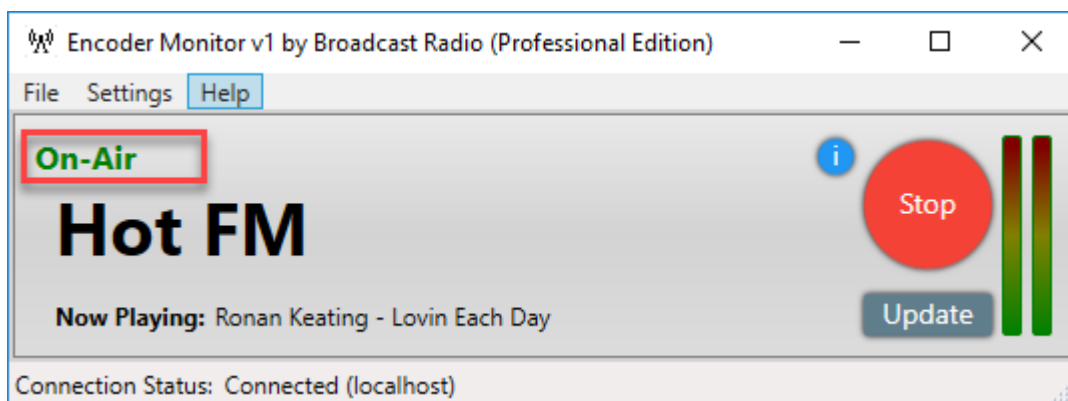 Encoder Monitor v1 by Broadcast Radio (Professional Edition)
File Settings Help
On-Air
i
Stop
Hot FM
Now Playing: Ronan Keating - Lovin Each Day
Update
Connection Status: Connected (localhost)